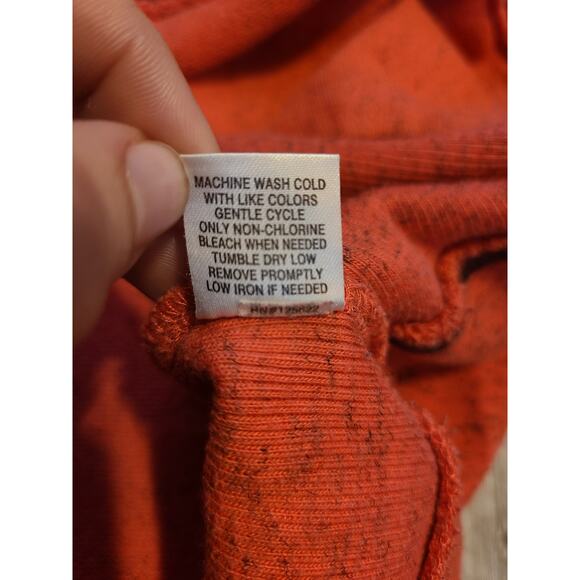 MACHINE WASH COLD
WITH LIKE COLORS
GENTLE CYCLE
ONLY NON-CHLORINE
BLEACH WHEN NEEDED
TUMBLE DRY LOW
REMOVE PROMPTLY
LOW IRON IF NEEDED